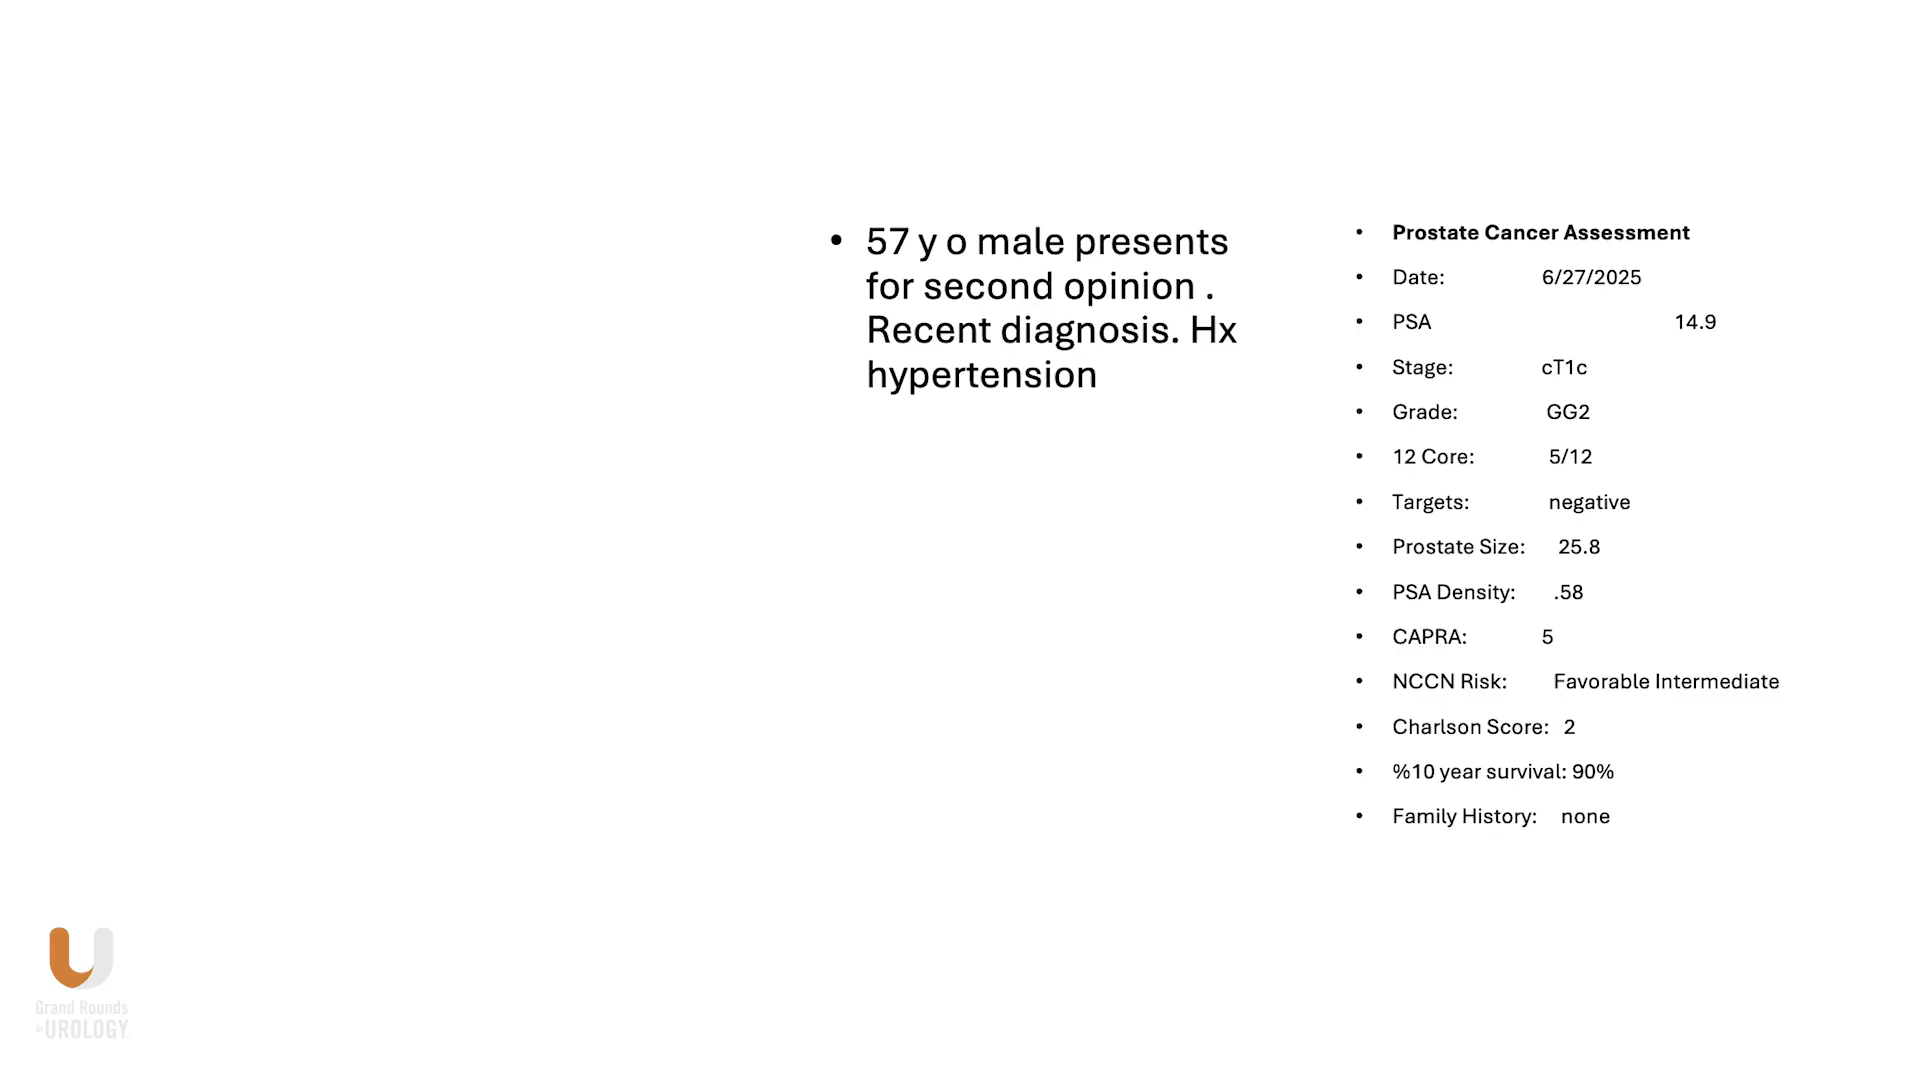 • 57 y o male presents
for second opinion .
Recent diagnosis. Hx
hypertension
• Prostate Cancer Assessment
• Date: 6/27/2025
• PSA 14.9
• Stage: cT1c
• Grade: GG2
• 12 Core: 5/12
• Targets: negative
• Prostate Size: 25.8
• PSA Density: .58
• CAPRA: 5
• NCCN Risk: Favorable Intermediate
• Charlson Score: 2
• %10 year survival: 90%
• Family History: none
Grand Rounds
in UROLOGY